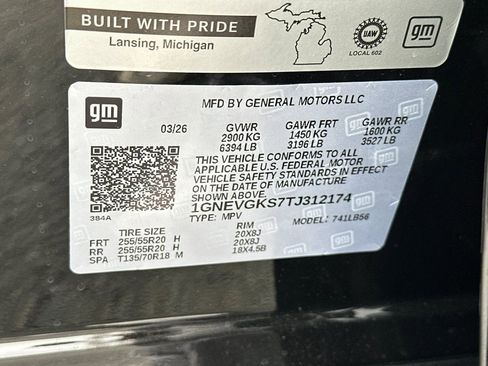 BUILT WITH PRIDE
Lansing, Michigan
UAW
LOCAL 602
gm
gm
MFD BY GENERAL MOTORS LLC
03/26 GVWR GAWR FRT GAWR RR
2900 KG 1450 KG 1600 KG
6394 LB 3196 LB 3527 LB
THIS VEHICLE CONFORMS TO ALL
APPLICABLE U.S. FEDERAL MOTOR
VEHICLE SAFETY STANDARDS IN EFFECT
ON THE DATE OF MANUFACTURE
SHOWN ABOVE.
1GNEVGKS7TJ312174
384A TYPE: MPV MODEL: 741LB56
TIRE SIZE RIM
FRT 255/55R20 H 20X8J
RR 255/55R20 H 20X8J
SPA T135/70R18 M 18X4.5B